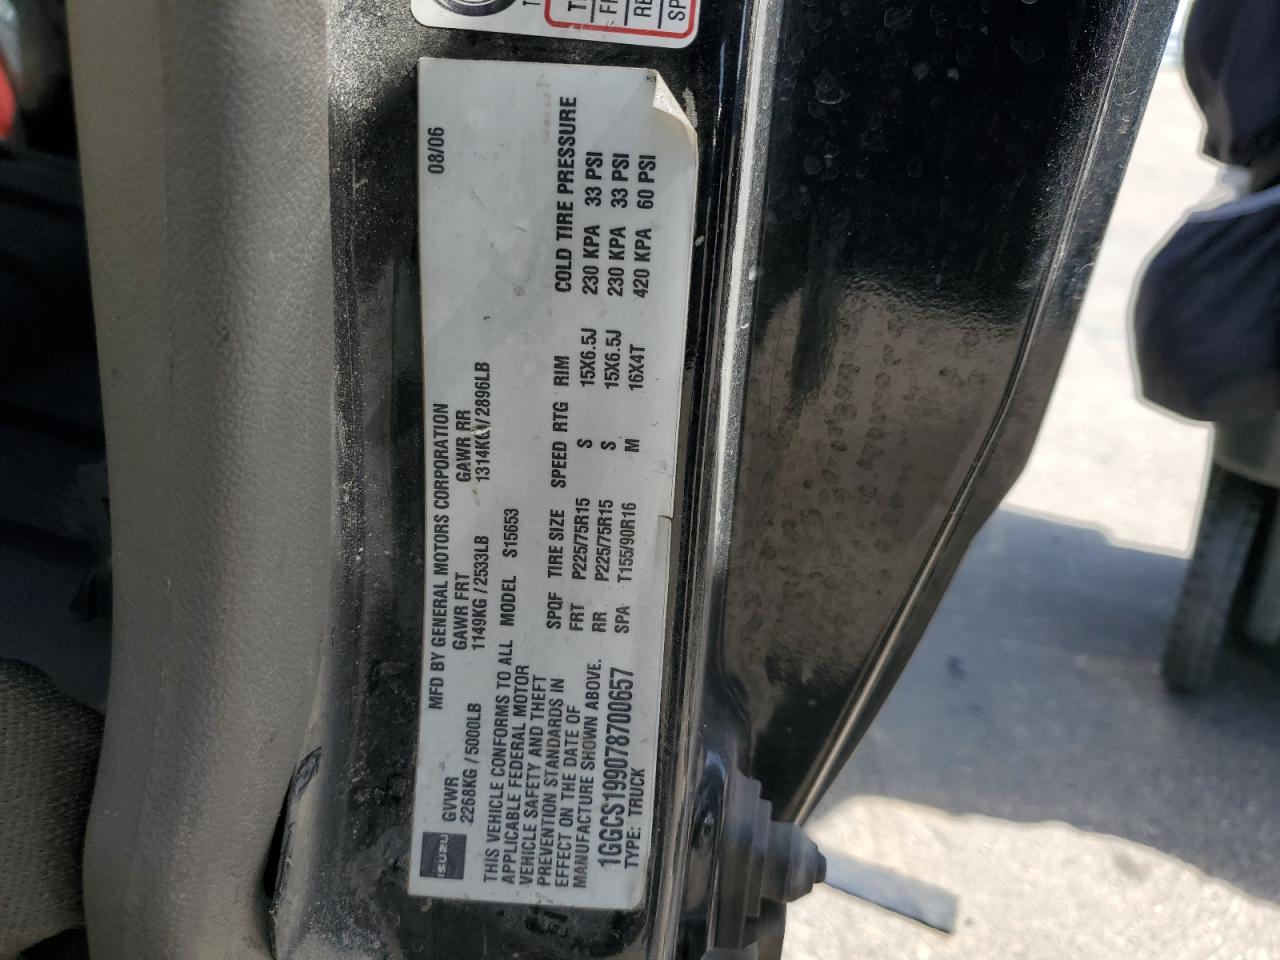 T
T
FR
RE
SP
MFD BY GENERAL MOTORS CORPORATION 08/06
ISUZU
GVWR GAWR FRT GAWR RR
2268KG /5000LB 1149KG /2533LB 1314KG /2896LB
THIS VEHICLE CONFORMS TO ALL MODEL S15653
APPLICABLE FEDERAL MOTOR
VEHICLE SAFETY AND THEFT
PREVENTION STANDARDS IN
EFFECT ON THE DATE OF
MANUFACTURE SHOWN ABOVE.
SPQF TIRE SIZE SPEED RTG RIM COLD TIRE PRESSURE
FRT P225/75R15 S 15X6.5J 230 KPA 33 PSI
RR P225/75R15 S 15X6.5J 230 KPA 33 PSI
SPA T155/90R16 M 16X4T 420 KPA 60 PSI
1GGCS199078700657
TYPE: TRUCK